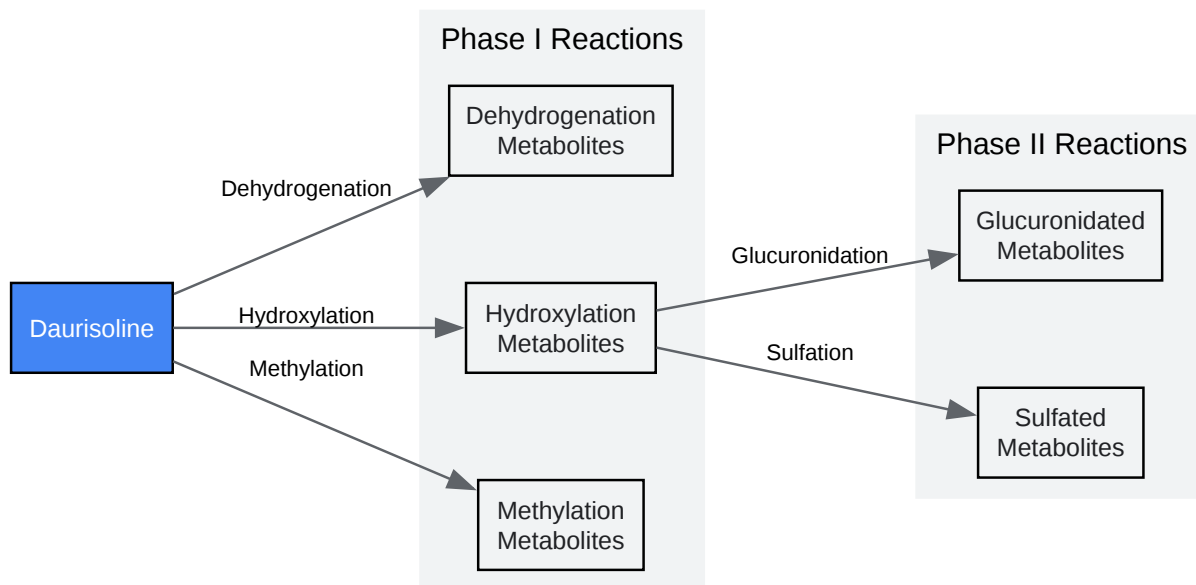 Phase I Reactions
Dehydrogenation
Metabolites
Phase II Reactions
Dehydrogenation
Glucuronidated
Metabolites
Glucuronidation
Daurisoline
Hydroxylation
Hydroxylation
Metabolites
Sulfation
Methylation
Sulfated
Metabolites
Methylation
Metabolites